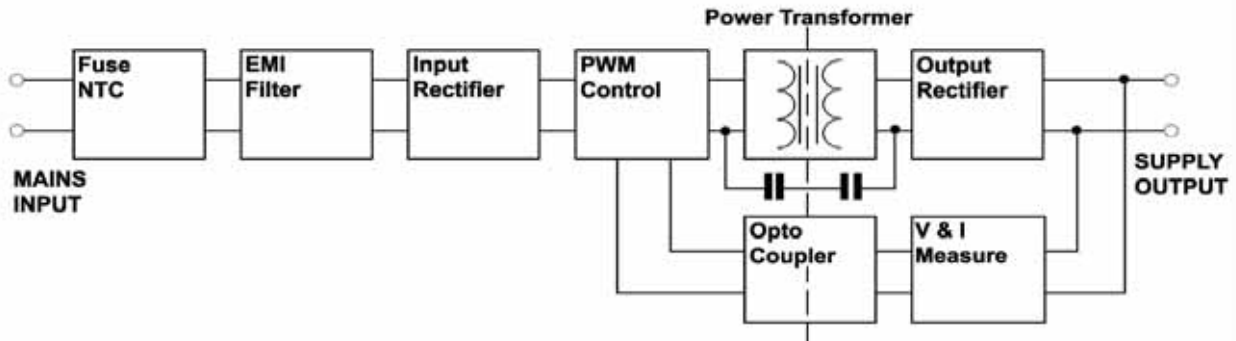 Power Transformer
Fuse
NTC
EMI
Filter
Input
Rectifier
PWM
Control
Output
Rectifier
MAINS
INPUT
SUPPLY
OUTPUT
Opto
Coupler
V & I
Measure